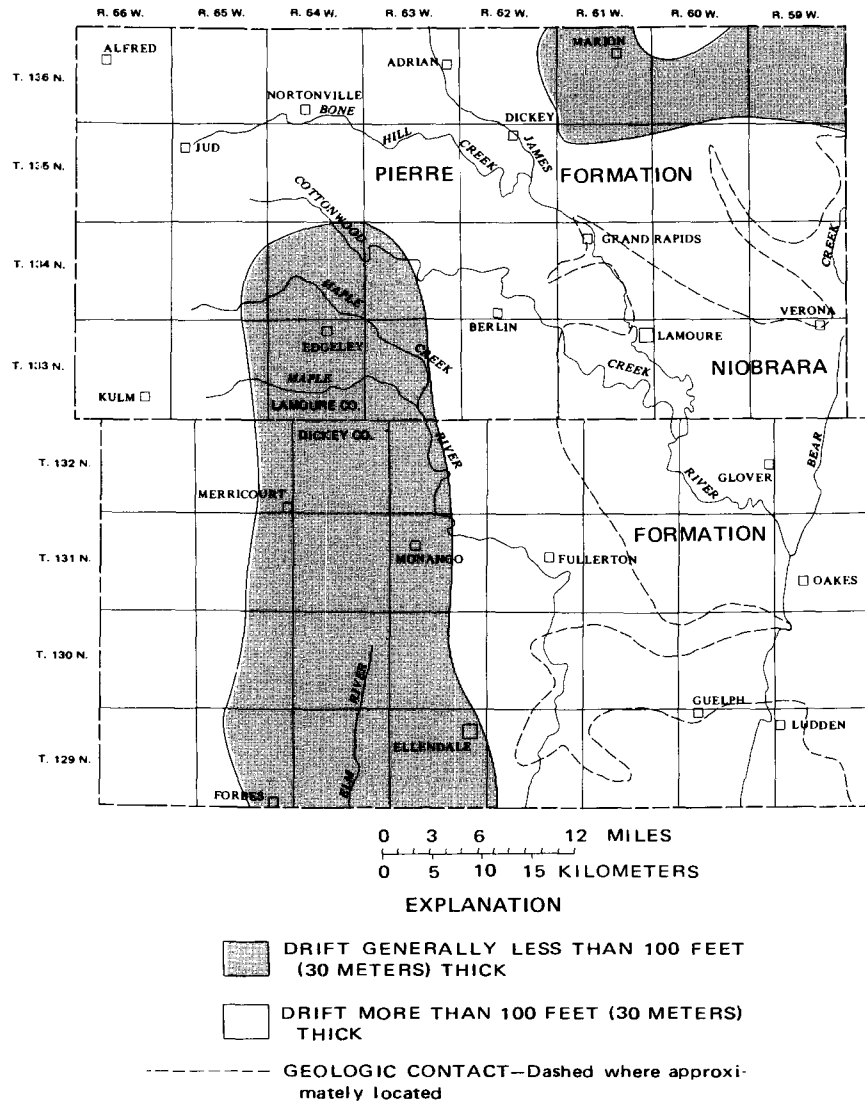 R. 66 W. R. 65 W. R. 64 W. R. 63 W. R. 62 W. R. 61 W. R. 60 W. R. 59 W.
ALFRED
MARION
T. 136 N.
ADRIAN
NORTONVILLE
BONE
DICKEY
JUD
HILL
CREEK
JAMES
T. 135 N.
PIERRE FORMATION
COTTONWOOD
GRAND RAPIDS
CREEK
T. 134 N.
MAPLE
VERONA
BERLIN
EDGELEY
LAMOURE
CREEK
CREEK
NIOBRARA
T. 133 N.
MAPLE
KULM
LAMOURE CO.
DICKEY CO.
RIVER
BEAR
T. 132 N.
GLOVER
RIVER
MERRICOURT
FORMATION
T. 131 N.
MONANGO
FULLERTON
OAKES
T. 130 N.
RIVER
GUELPH
LUDDEN
ELLENDALE
T. 129 N.
ELM
FORBES
0 3 6 12 MILES
0 5 10 15 KILOMETERS
EXPLANATION
DRIFT GENERALLY LESS THAN 100 FEET
(30 METERS) THICK
DRIFT MORE THAN 100 FEET (30 METERS)
THICK
GEOLOGIC CONTACT—Dashed where approxi-
mately located